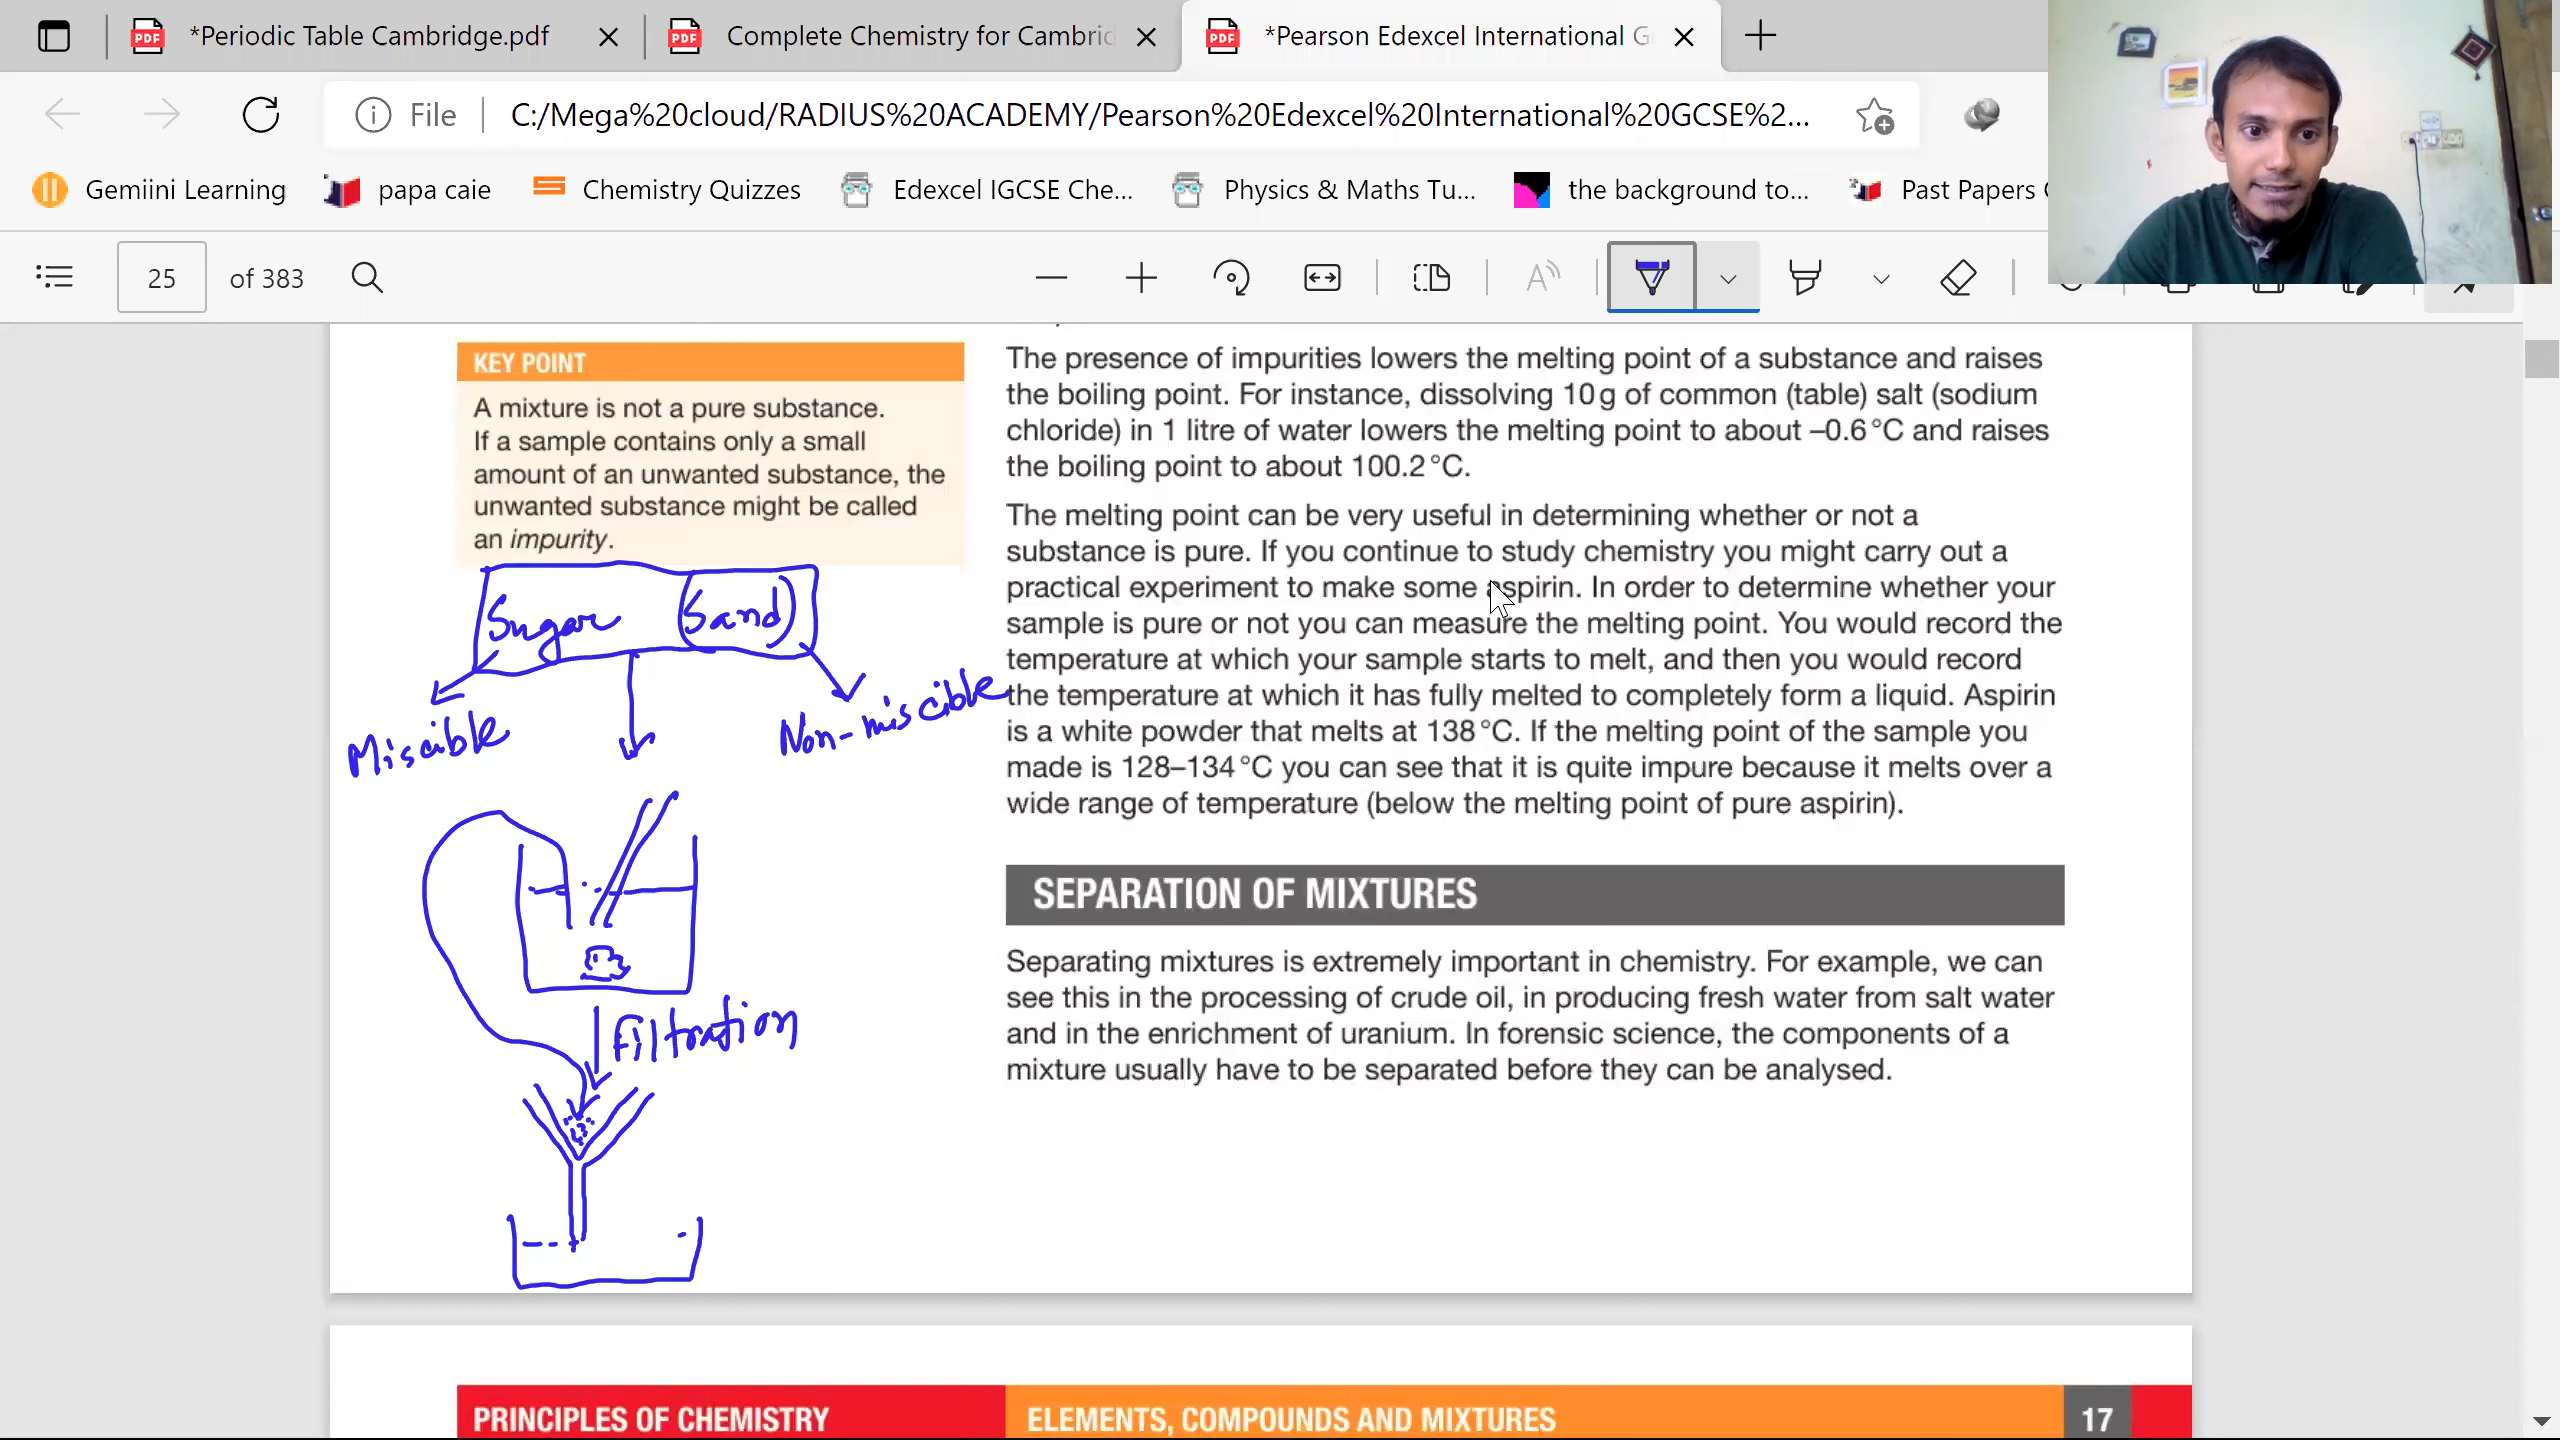 *Periodic Table Cambridge.pdf
Complete Chemistry for Cambric
*Pearson Edexcel International G
File
C:/Mega%20cloud/RADIUS%20ACADEMY/Pearson%20Edexcel%20International%20GCSE%2...
Gemiini Learning
papa caie
Chemistry Quizzes
Edexcel IGCSE Che...
Physics & Maths Tu...
the background to...
Past Papers
25 of 383
KEY POINT
A mixture is not a pure substance.
If a sample contains only a small
amount of an unwanted substance, the
unwanted substance might be called
an impurity.
Sugar Sand
Miscible
Non-miscible
Filtration
The presence of impurities lowers the melting point of a substance and raises
the boiling point. For instance, dissolving 10 g of common (table) salt (sodium
chloride) in 1 litre of water lowers the melting point to about –0.6 °C and raises
the boiling point to about 100.2 °C.
The melting point can be very useful in determining whether or not a
substance is pure. If you continue to study chemistry you might carry out a
practical experiment to make some aspirin. In order to determine whether your
sample is pure or not you can measure the melting point. You would record the
temperature at which your sample starts to melt, and then you would record
the temperature at which it has fully melted to completely form a liquid. Aspirin
is a white powder that melts at 138 °C. If the melting point of the sample you
made is 128–134 °C you can see that it is quite impure because it melts over a
wide range of temperature (below the melting point of pure aspirin).
SEPARATION OF MIXTURES
Separating mixtures is extremely important in chemistry. For example, we can
see this in the processing of crude oil, in producing fresh water from salt water
and in the enrichment of uranium. In forensic science, the components of a
mixture usually have to be separated before they can be analysed.
PRINCIPLES OF CHEMISTRY
ELEMENTS, COMPOUNDS AND MIXTURES
17